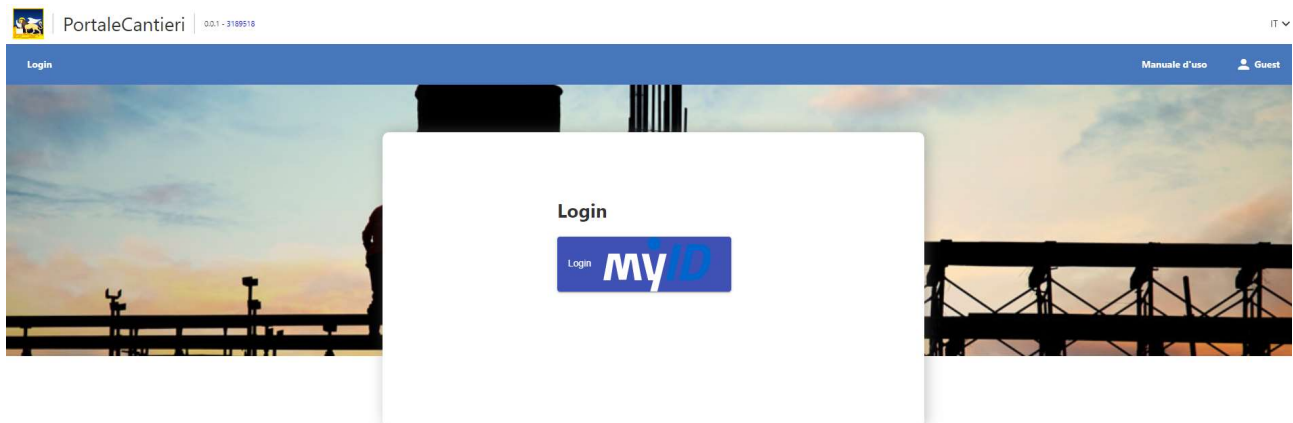 PortaleCantieri 0.0.1 - 3189518 IT
Login Manuale d'uso Guest
Login
Login myID